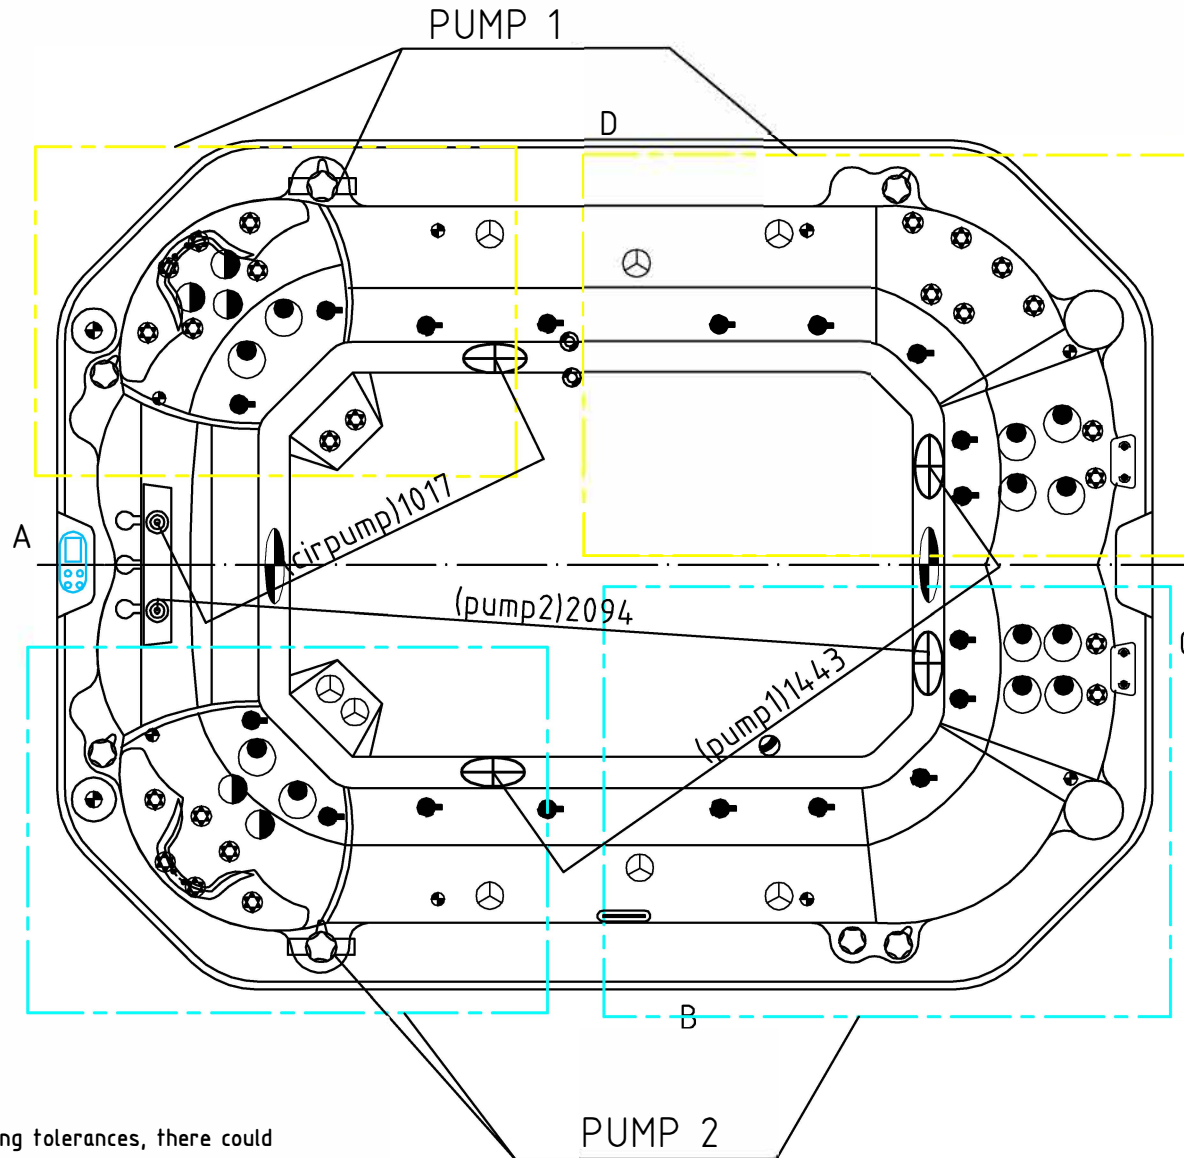 PUMP 1
D
A
(cirpump)1017
(pump2)2094
(pump1)1443
B
ng tolerances, there could
PUMP 2